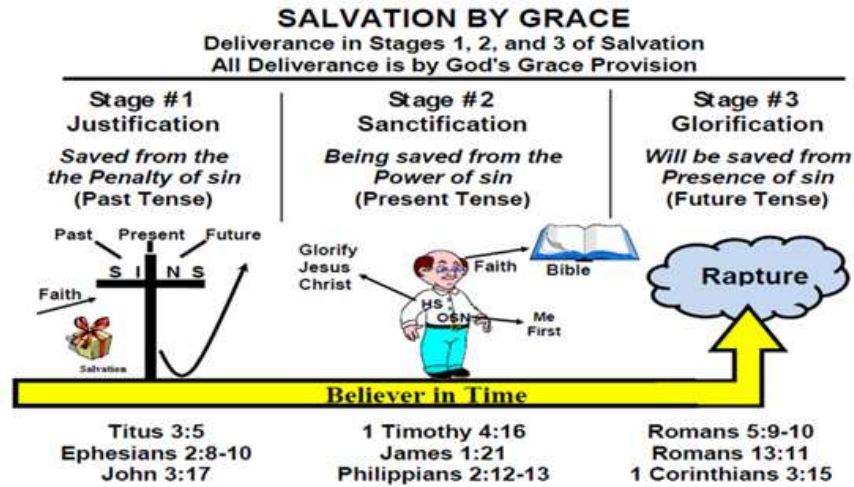 SALVATION BY GRACE
Deliverance in Stages 1, 2, and 3 of Salvation
All Deliverance is by God's Grace Provision
Stage #1
Justification
Saved from the
the Penalty of sin
(Past Tense)
Past Present Future
S I N S
Faith
Salvation
Stage #2
Sanctification
Being saved from the
Power of sin
(Present Tense)
Glorify
Jesus
Christ
Faith
Bible
HS
OSN
Me
First
Stage #3
Glorification
Will be saved from
Presence of sin
(Future Tense)
Rapture
Believer in Time
Titus 3:5
Ephesians 2:8-10
John 3:17
1 Timothy 4:16
James 1:21
Philippians 2:12-13
Romans 5:9-10
Romans 13:11
1 Corinthians 3:15